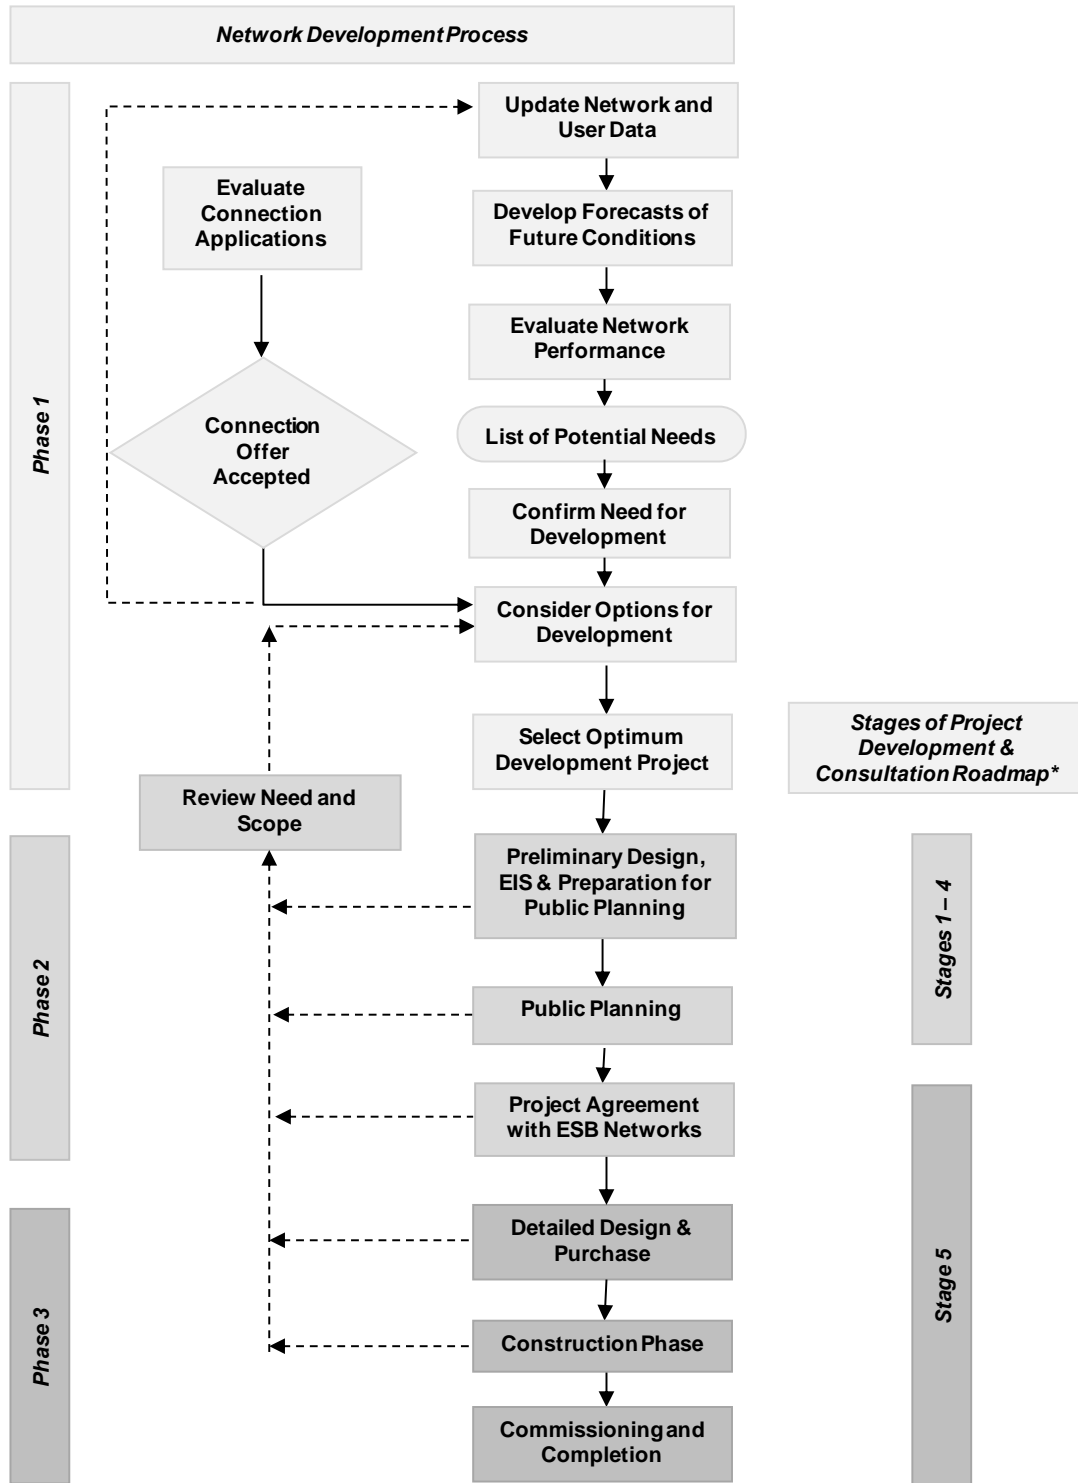 Network Development Process
Phase 1
Update Network and
User Data
Evaluate
Connection
Applications
Develop Forecasts of
Future Conditions
Evaluate Network
Performance
Connection
Offer
Accepted
List of Potential Needs
Confirm Need for
Development
Consider Options for
Development
Select Optimum
Development Project
Stages of Project
Development &
Consultation Roadmap*
Review Need and
Scope
Phase 2
Preliminary Design,
EIS & Preparation for
Public Planning
Stages 1 – 4
Public Planning
Project Agreement
with ESB Networks
Phase 3
Detailed Design &
Purchase
Stage 5
Construction Phase
Commissioning and
Completion